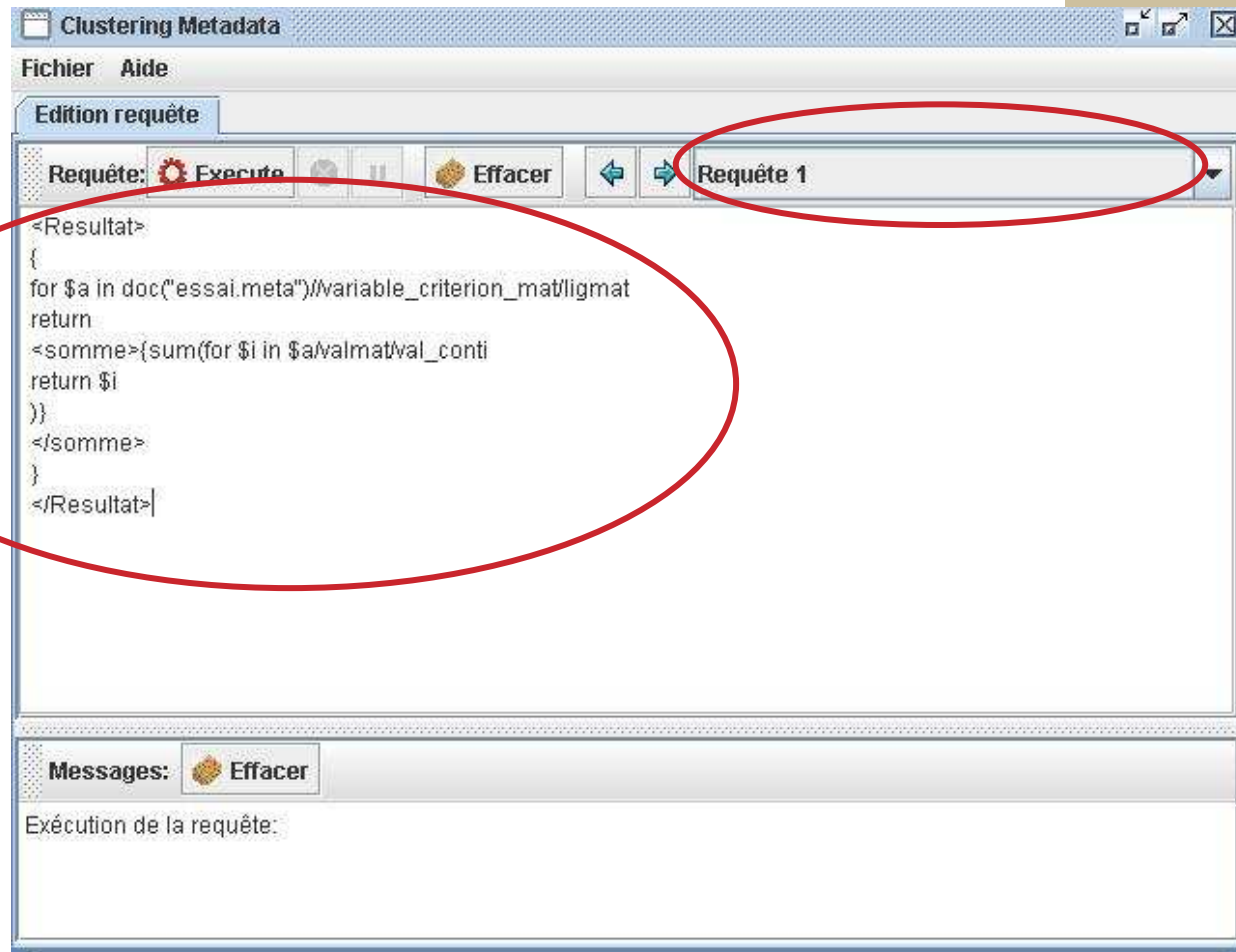 Clustering Metadata
Fichier Aide
Edition requête
Requête: Execute Effacer Requête 1
<Resultat>
{
for $a in doc("essai.meta")//variable_criterion_mat/ligmat
return
<somme>{sum(for $i in $a/valmat/val_conti
return $i
)}
</somme>
}
</Resultat>
Messages: Effacer
Exécution de la requête: